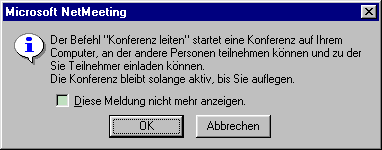 Microsoft NetMeeting
Der Befehl "Konferenz leiten" startet eine Konferenz auf Ihrem
Computer, an der andere Personen teilnehmen können und zu der
Sie Teilnehmer einladen können.
Die Konferenz bleibt solange aktiv, bis Sie auflegen.
Diese Meldung nicht mehr anzeigen.
OK Abbrechen